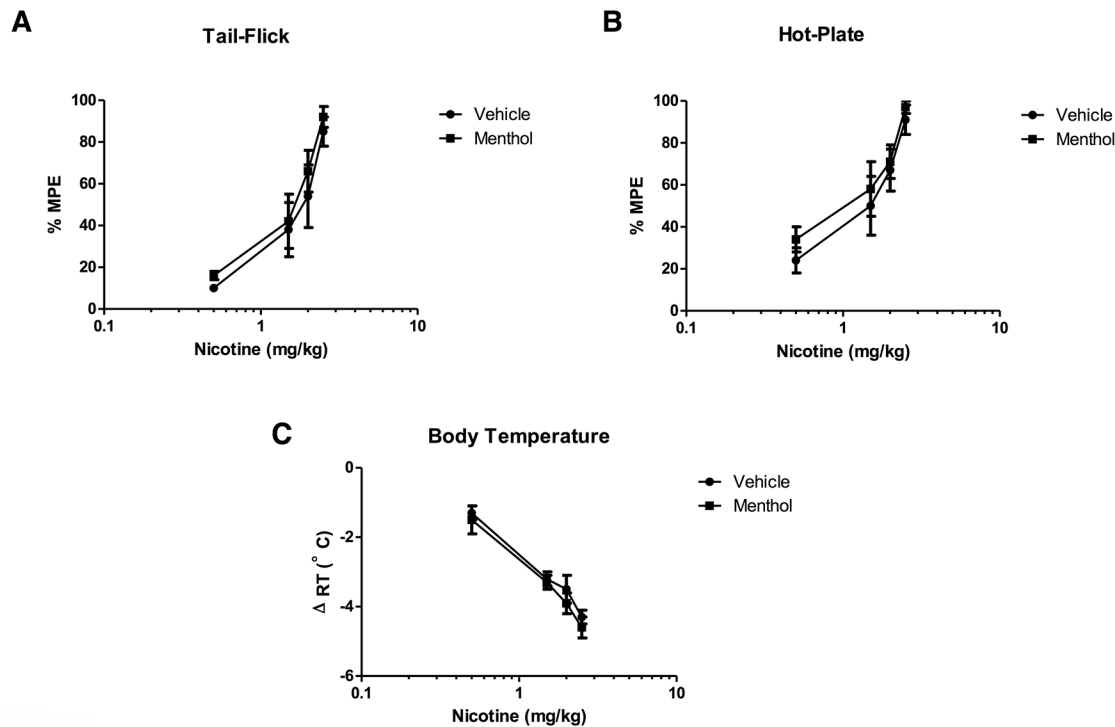 A
Tail-Flick
100
80
60
40
20
0
% MPE
0.1
1
10
Nicotine (mg/kg)
Vehicle
Menthol
B
Hot-Plate
100
80
60
40
20
0
% MPE
0.1
1
10
Nicotine (mg/kg)
Vehicle
Menthol
C
Body Temperature
0
-2
-4
-6
Δ RT (° C)
0.1
1
10
Nicotine (mg/kg)
Vehicle
Menthol